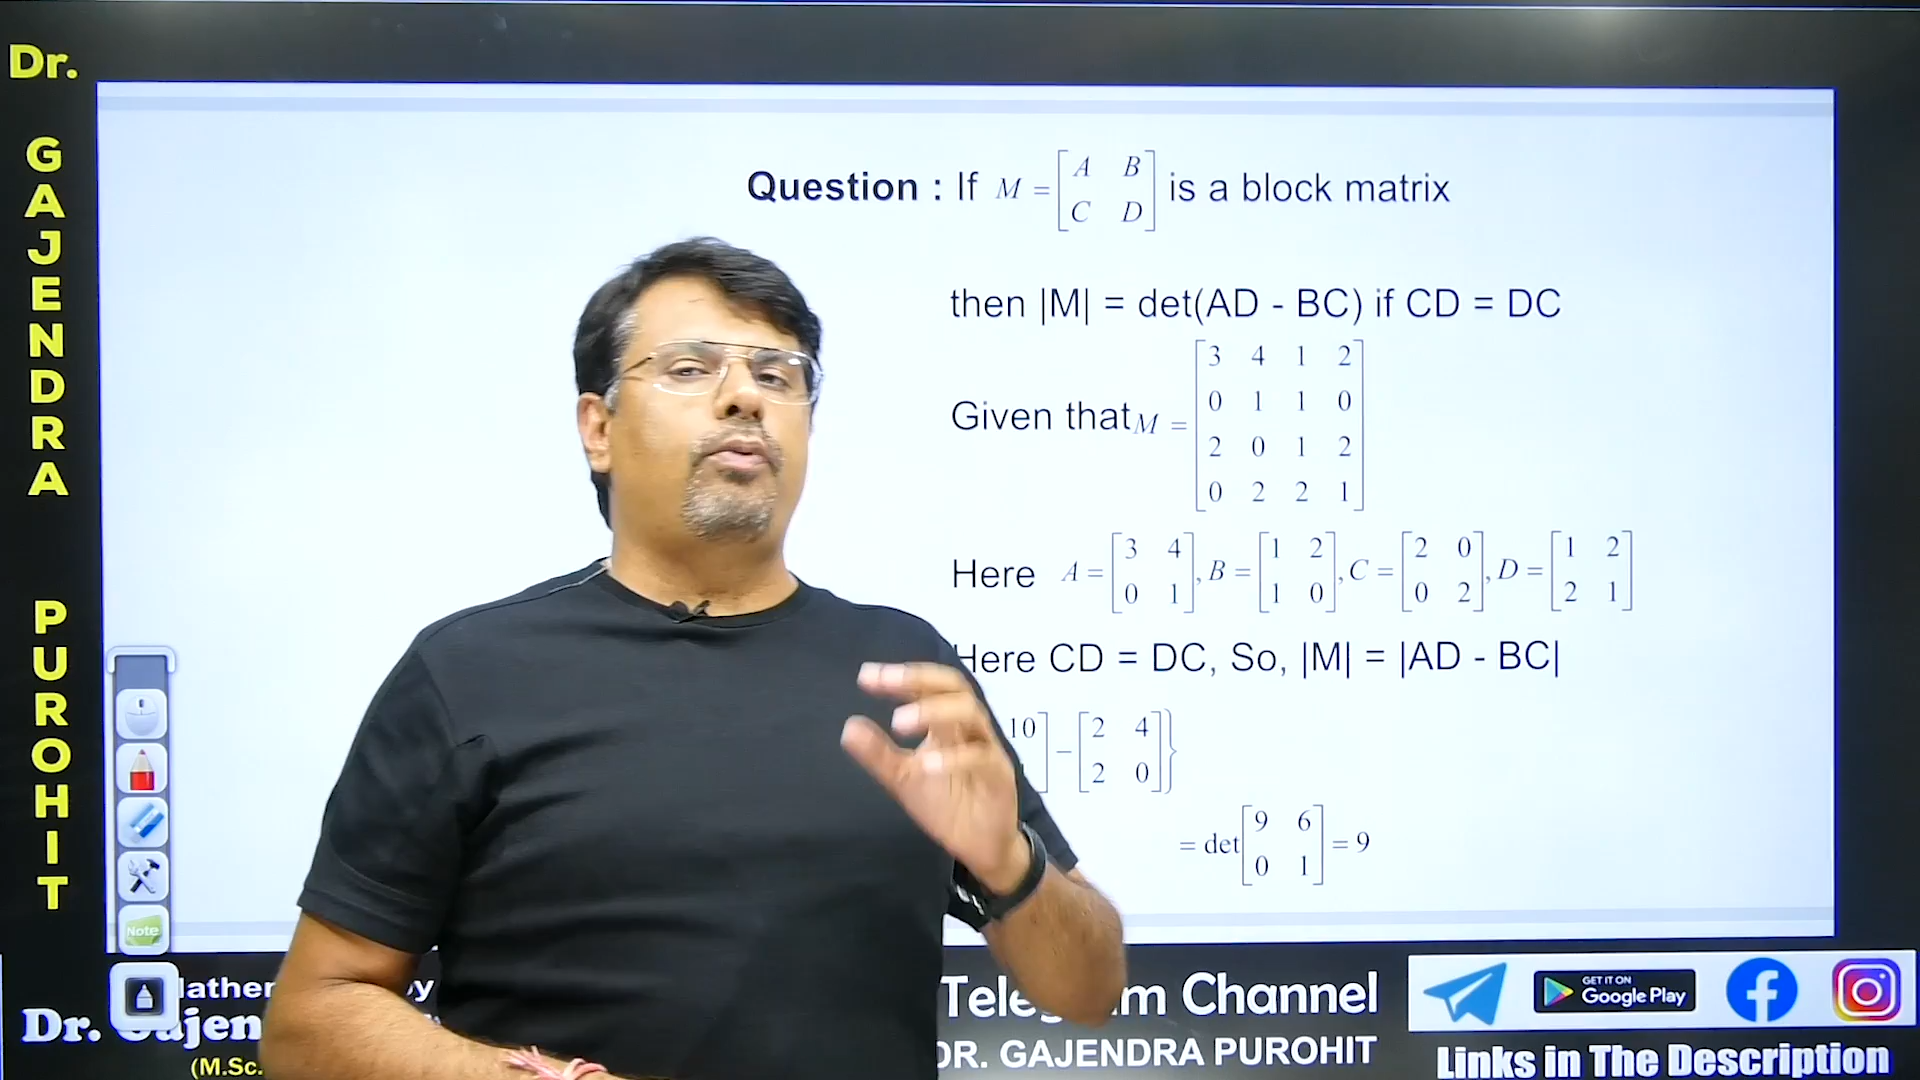 Dr.
GAJENDRA
PUROHIT
Question : If M = [A B; C D] is a block matrix
then |M| = det(AD - BC) if CD = DC
Given that M = [3 4 1 2; 0 1 1 0; 2 0 1 2; 0 2 2 1]
Here A = [3 4; 0 1], B = [1 2; 1 0], C = [2 0; 0 2], D = [1 2; 2 1]
Here CD = DC, So, |M| = |AD - BC|
10] − [2 4; 2 0]}
= det [9 6; 0 1] = 9
Note
Dr.
(M.Sc.
Channel
DR. GAJENDRA PUROHIT
GET IT ON
Google Play
Links in The Description